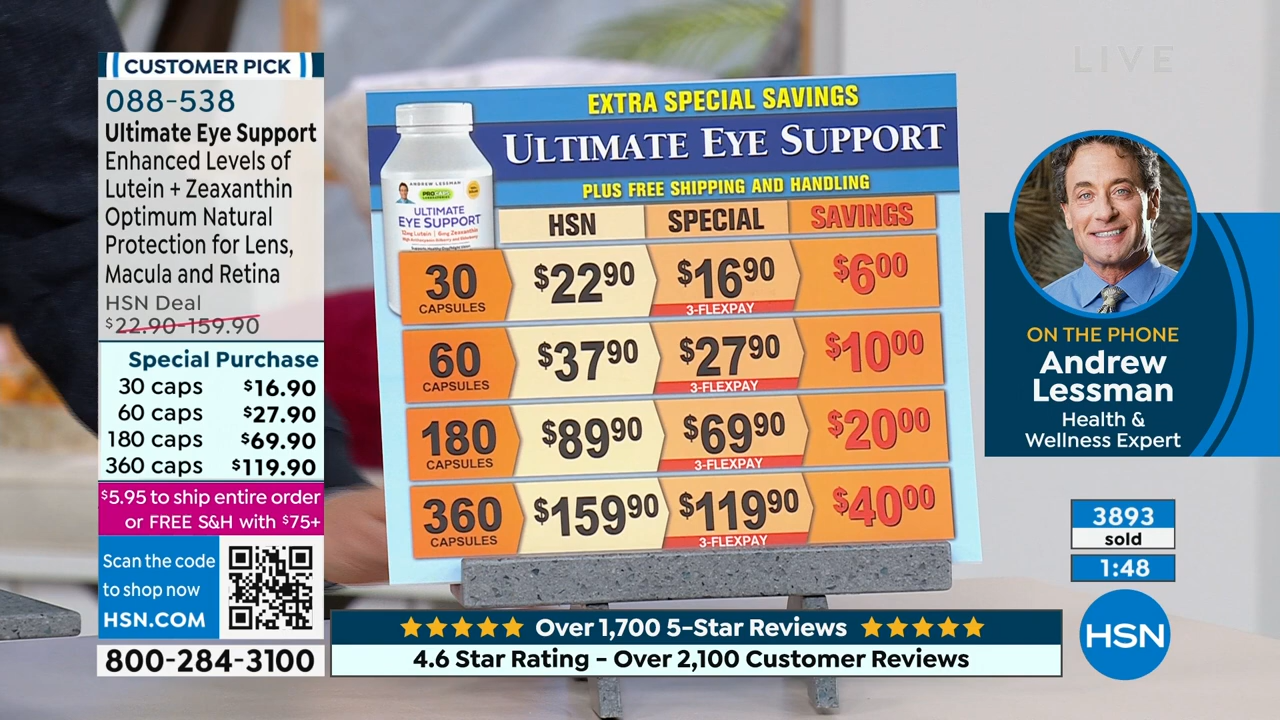 CUSTOMER PICK
088-538
Ultimate Eye Support
Enhanced Levels of
Lutein + Zeaxanthin
Optimum Natural
Protection for Lens,
Macula and Retina
HSN Deal
$22.90-159.90
Special Purchase
30 caps $16.90
60 caps $27.90
180 caps $69.90
360 caps $119.90
$5.95 to ship entire order
or FREE S&H with $75+
Scan the code
to shop now
HSN.COM
800-284-3100
EXTRA SPECIAL SAVINGS
ULTIMATE EYE SUPPORT
PLUS FREE SHIPPING AND HANDLING
HSN SPECIAL SAVINGS
30 CAPSULES $22.90 $16.90 3-FLEXPAY $6.00
60 CAPSULES $37.90 $27.90 3-FLEXPAY $10.00
180 CAPSULES $89.90 $69.90 3-FLEXPAY $20.00
360 CAPSULES $159.90 $119.90 3-FLEXPAY $40.00
ANDREW LESSMAN
PROCAPS
LABORATORIES
ULTIMATE
EYE SUPPORT
LIVE
ON THE PHONE
Andrew
Lessman
Health &
Wellness Expert
3893
sold
1:48
HSN
Over 1,700 5-Star Reviews
4.6 Star Rating – Over 2,100 Customer Reviews